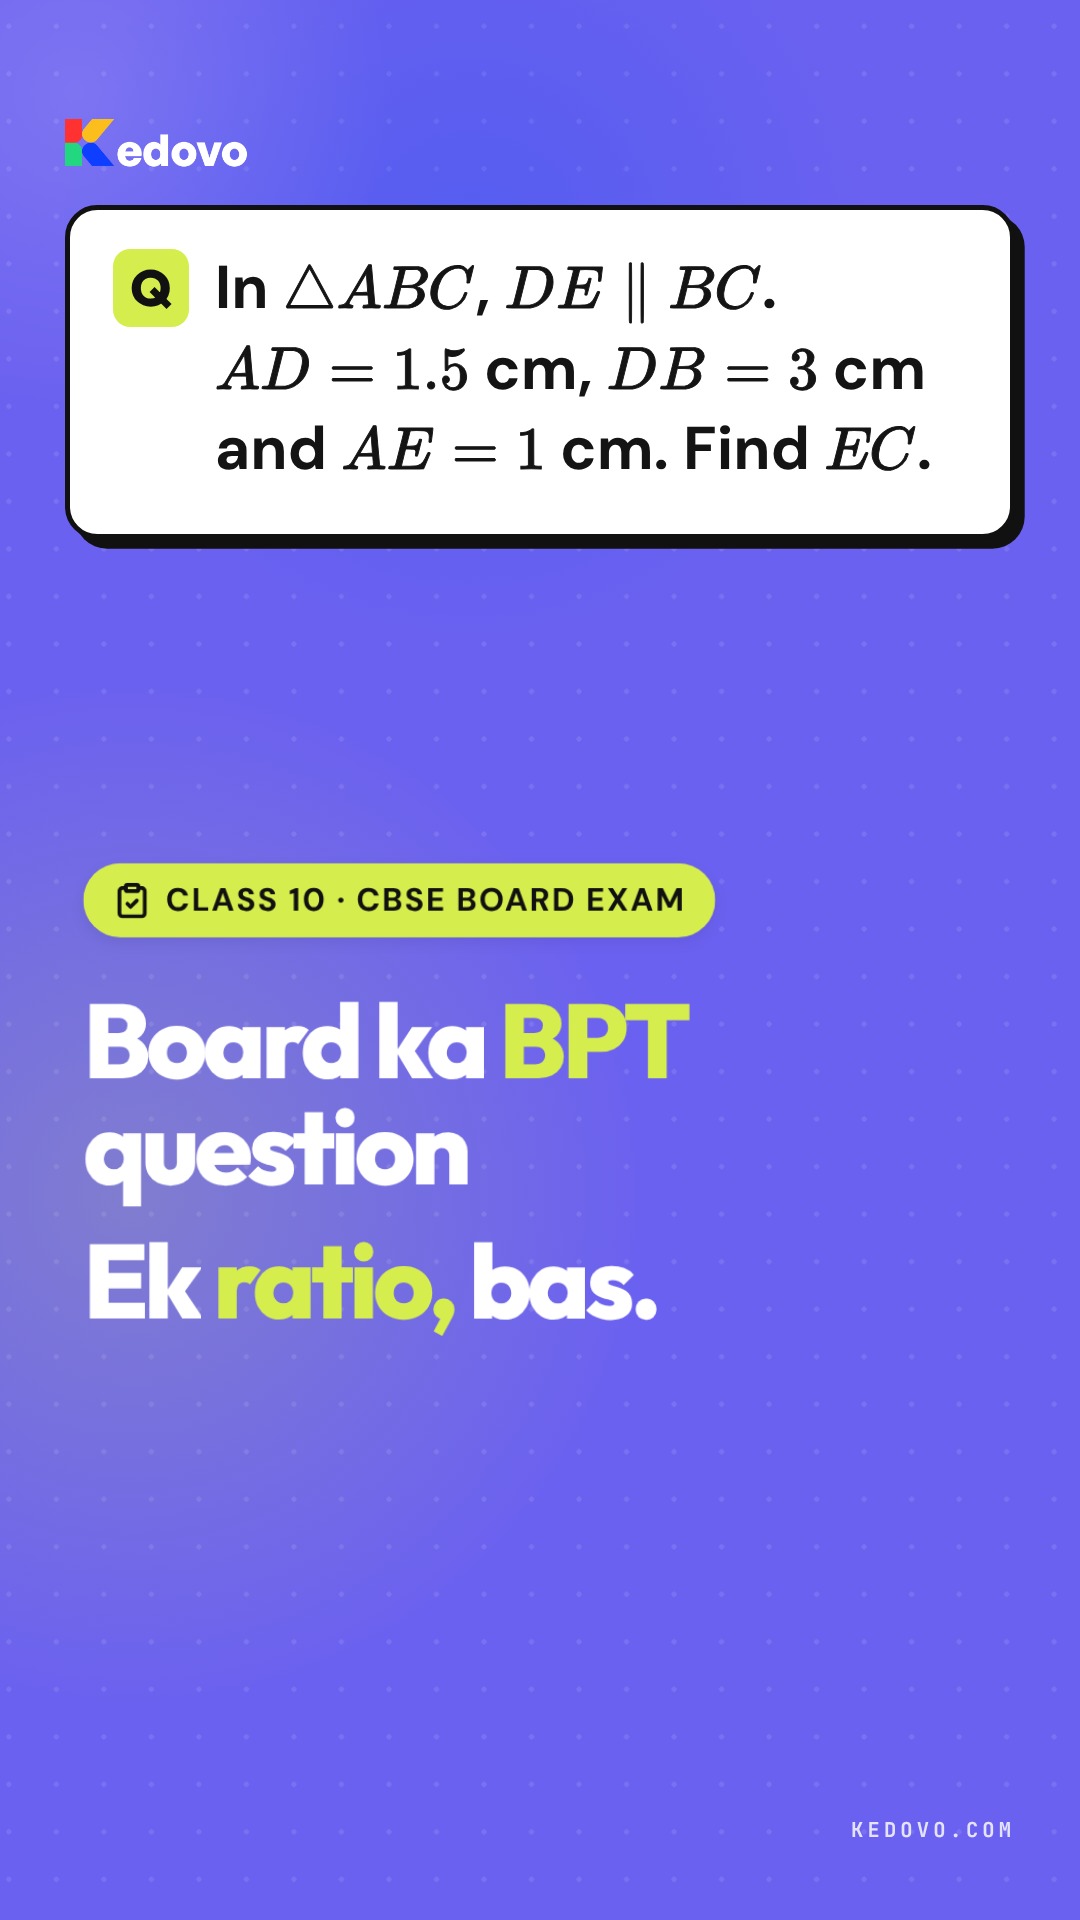 Kedovo
Q In △ABC, DE ∥ BC.
AD = 1.5 cm, DB = 3 cm
and AE = 1 cm. Find EC.
CLASS 10 · CBSE BOARD EXAM
Board ka BPT
question
Ek ratio, bas.
KEDOVO.COM